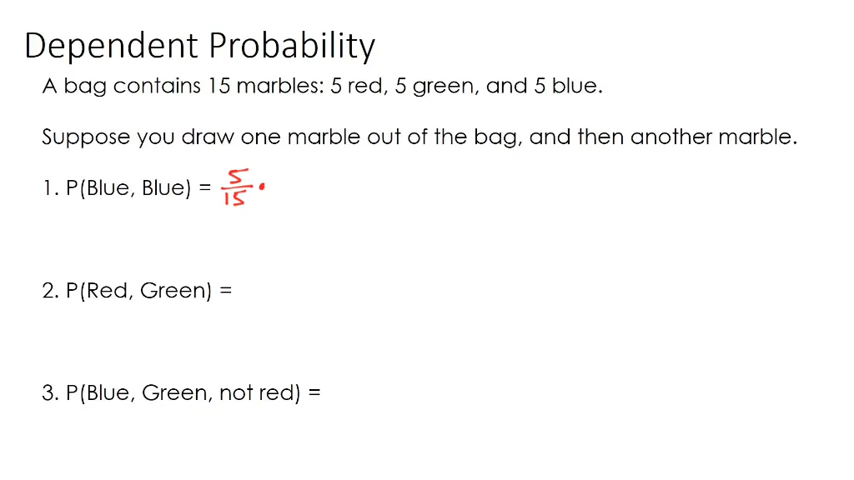 Dependent Probability
A bag contains 15 marbles: 5 red, 5 green, and 5 blue.
Suppose you draw one marble out of the bag, and then another marble.
1. P(Blue, Blue) = 5/15 •
2. P(Red, Green) =
3. P(Blue, Green, not red) =